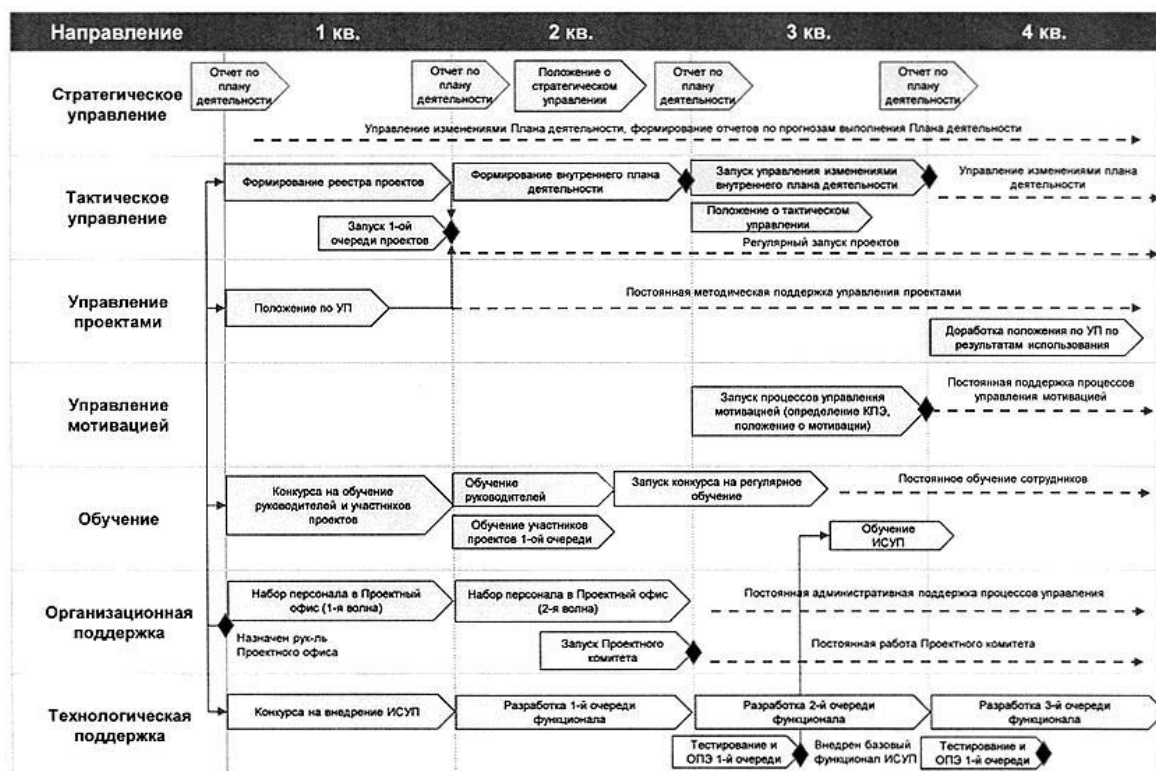 Направление 1 кв. 2 кв. 3 кв. 4 кв.
Стратегическое
управление
Отчет по
плану
деятельности
Отчет по
плану
деятельности
Положение о
стратегическом
управлении
Отчет по
плану
деятельности
Отчет по
плану
деятельности
Управление изменениями Плана деятельности, формирование отчетов по прогнозам выполнения Плана деятельности
Тактическое
управление
Формирование реестра проектов
Формирование внутреннего плана
деятельности
Запуск управления изменениями
внутреннего плана деятельности
Управление изменениями плана
деятельности
Запуск 1-ой
очереди проектов
Положение о тактическом
управлении
Регулярный запуск проектов
Управление
проектами
Положение по УП
Постоянная методическая поддержка управления проектами
Доработка положения по УП по
результатам использования
Управление
мотивацией
Запуск процессов управления
мотивацией (определение КПЭ,
положение о мотивации)
Постоянная поддержка процессов
управления мотивацией
Обучение
Конкурса на обучение
руководителей и участников
проектов
Обучение
руководителей
Запуск конкурса на регулярное
обучение
Постоянное обучение сотрудников
Обучение участников
проектов 1-ой очереди
Обучение
ИСУП
Организационная
поддержка
Набор персонала в Проектный
офис (1-я волна)
Набор персонала в Проектный офис
(2-я волна)
Постоянная административная поддержка процессов управления
Назначен рук-ль
Проектного офиса
Запуск Проектного
комитета
Постоянная работа Проектного комитета
Технологическая
поддержка
Конкурса на внедрение ИСУП
Разработка 1-й очереди
функционала
Разработка 2-й очереди
функционала
Разработка 3-й очереди
функционала
Тестирование и
ОПЭ 1-й очереди
Внедрен базовый
функционал ИСУП
Тестирование и
ОПЭ 1-й очереди